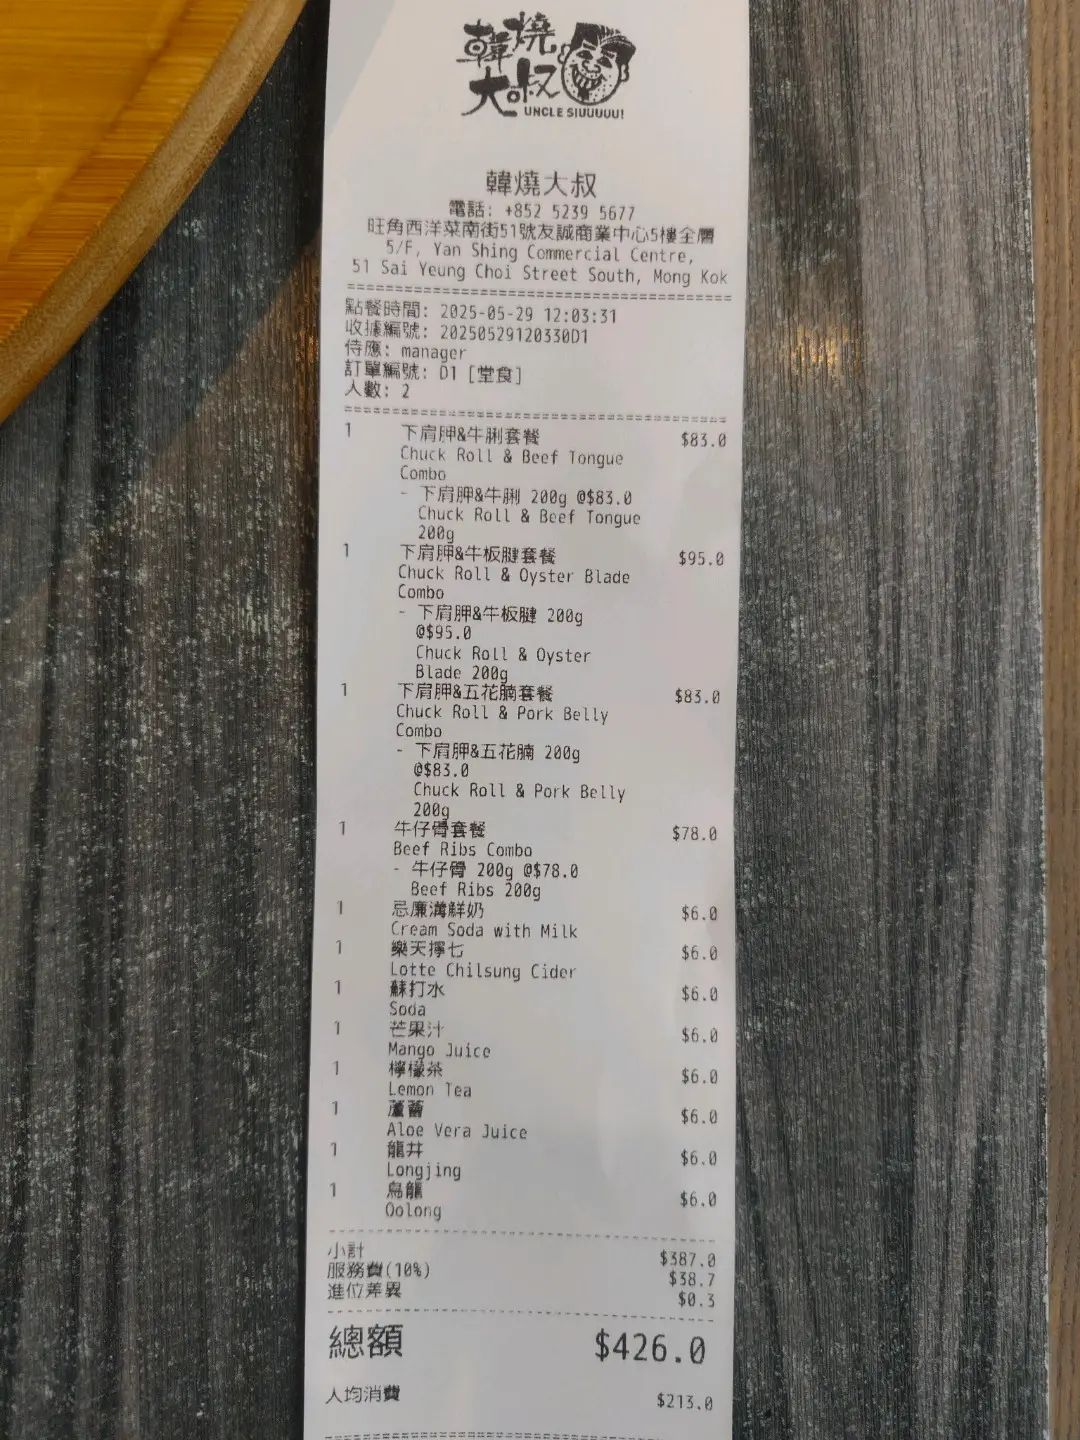 韓燒
大叔
UNCLE SIUUUUU!
韓燒大叔
電話: +852 5239 5677
旺角西洋菜南街51號友誠商業中心5樓全層
5/F, Yan Shing Commercial Centre,
51 Sai Yeung Choi Street South, Mong Kok
點餐時間: 2025-05-29 12:03:31
收據編號: 20250529120330D1
侍應: manager
訂單編號: D1 [堂食]
人數: 2
1 下肩胛&牛脷套餐 $83.0
Chuck Roll & Beef Tongue
Combo
- 下肩胛&牛脷 200g @$83.0
Chuck Roll & Beef Tongue
200g
1 下肩胛&牛板腱套餐 $95.0
Chuck Roll & Oyster Blade
Combo
- 下肩胛&牛板腱 200g
@$95.0
Chuck Roll & Oyster
Blade 200g
1 下肩胛&五花腩套餐 $83.0
Chuck Roll & Pork Belly
Combo
- 下肩胛&五花腩 200g
@$83.0
Chuck Roll & Pork Belly
200g
1 牛仔骨套餐 $78.0
Beef Ribs Combo
- 牛仔骨 200g @$78.0
Beef Ribs 200g
1 忌廉溝鮮奶 $6.0
Cream Soda with Milk
1 樂天擰七 $6.0
Lotte Chilsung Cider
1 蘇打水 $6.0
Soda
1 芒果汁 $6.0
Mango Juice
1 檸檬茶 $6.0
Lemon Tea
1 蘆薈 $6.0
Aloe Vera Juice
1 龍井 $6.0
Longjing
1 烏龍 $6.0
Oolong
小計 $387.0
服務費(10%) $38.7
進位差異 $0.3
總額 $426.0
人均消費 $213.0